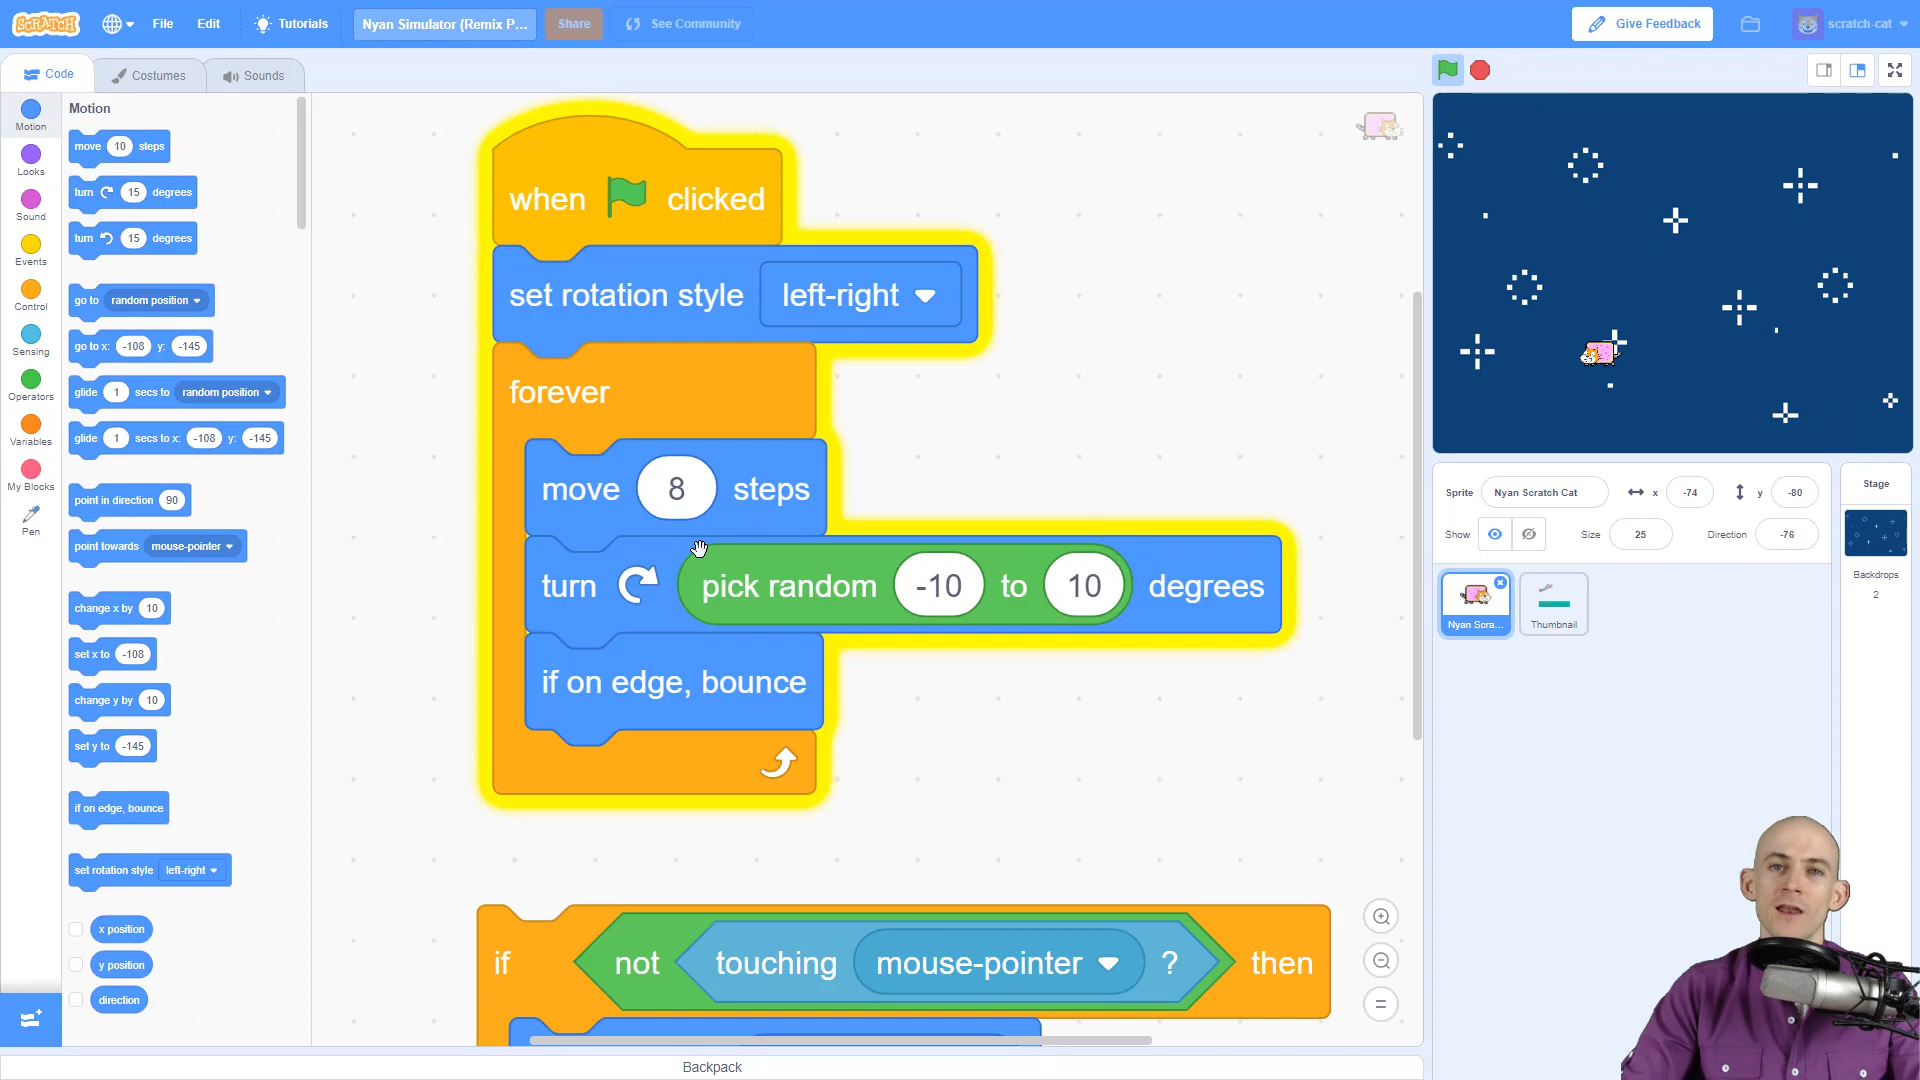 SCRATCH
File
Edit
Tutorials
Nyan Simulator (Remix P...
Share
See Community
Give Feedback
scratch-cat
Code
Costumes
Sounds
Motion
Looks
Sound
Events
Control
Sensing
Operators
Variables
My Blocks
Pen
Motion
move 10 steps
turn 15 degrees
turn 15 degrees
go to random position
go to x: -108 y: -145
glide 1 secs to random position
glide 1 secs to x: -108 y: -145
point in direction 90
point towards mouse-pointer
change x by 10
set x to -108
change y by 10
set y to -145
if on edge, bounce
set rotation style left-right
x position
y position
direction
when clicked
set rotation style left-right
forever
move 8 steps
turn pick random -10 to 10 degrees
if on edge, bounce
if not touching mouse-pointer ? then
Backpack
Sprite Nyan Scratch Cat x -74 y -80
Show Size 25 Direction -76
Nyan Scra...
Thumbnail
Stage
Backdrops
2